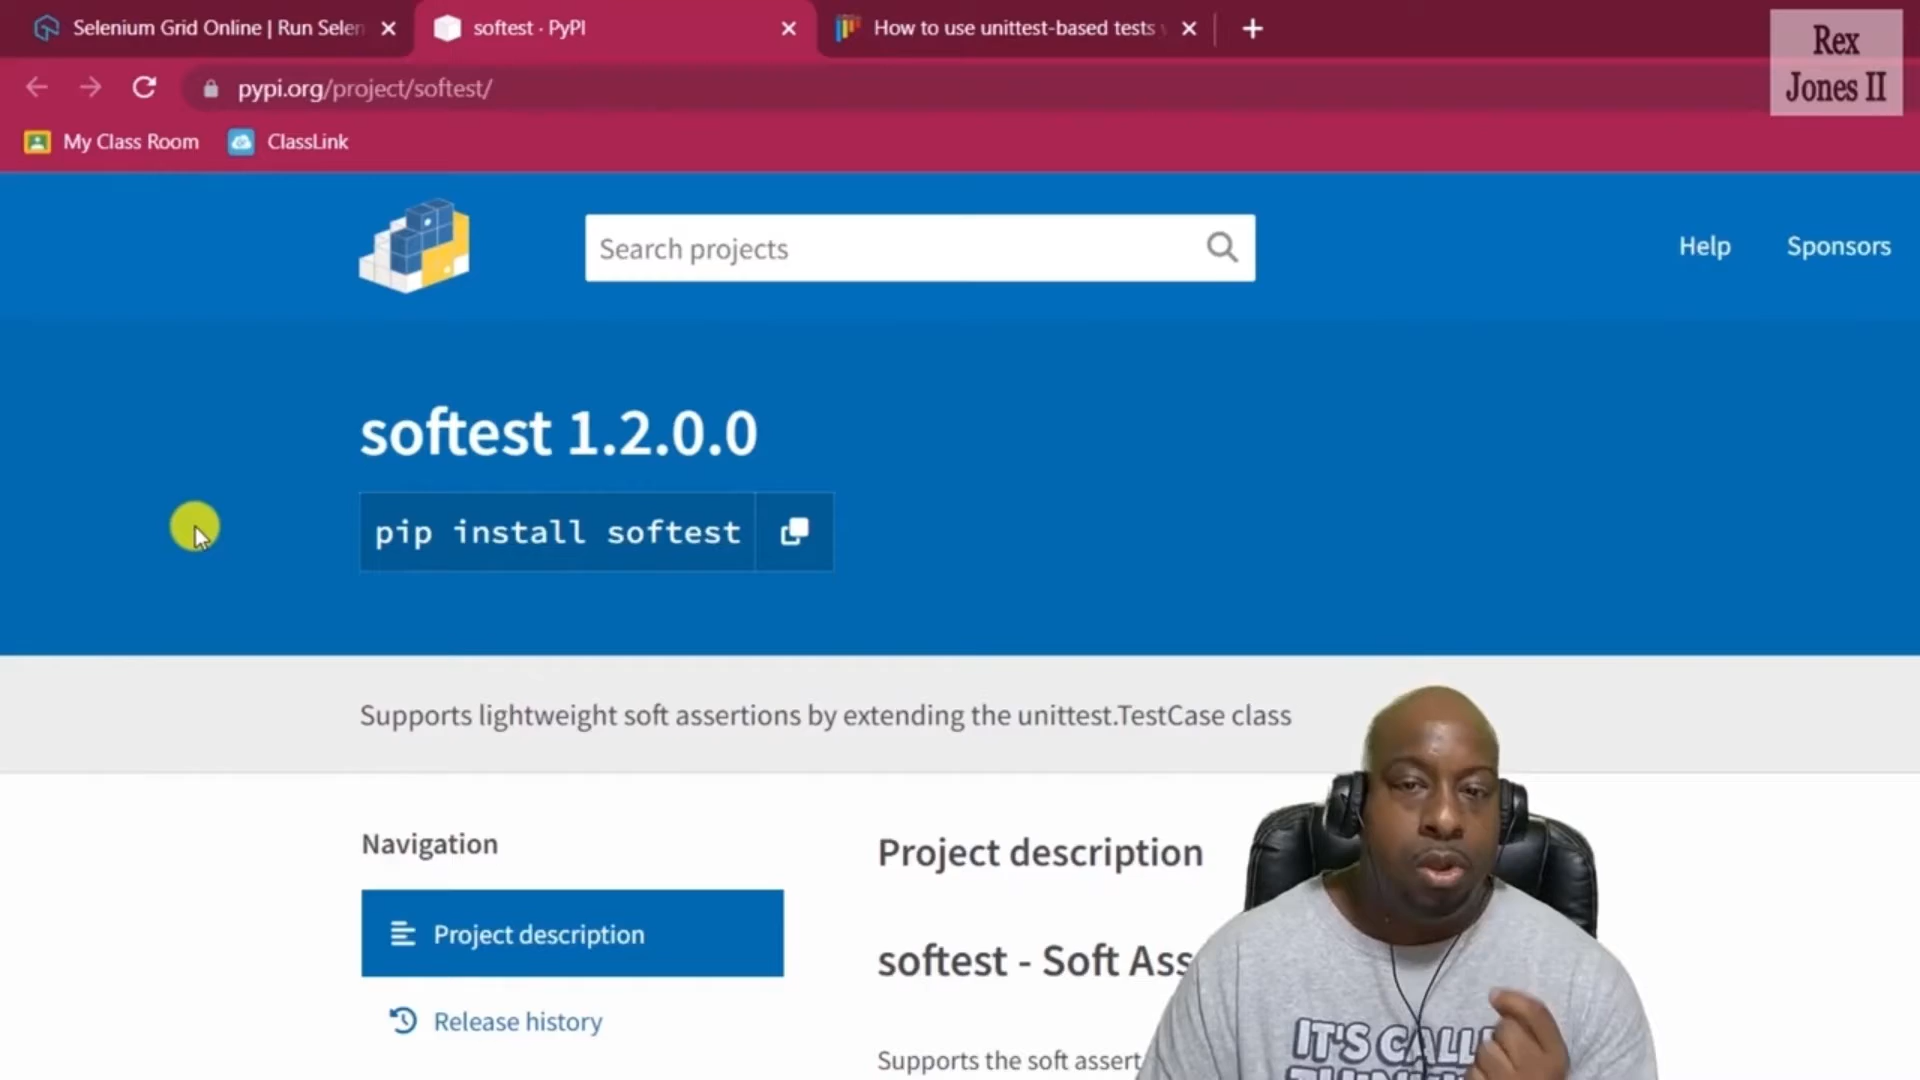 Selenium Grid Online | Run Selen
softest · PyPI
How to use unittest-based tests
Rex
Jones II
pypi.org/project/softest/
My Class Room
ClassLink
Search projects
Help
Sponsors
softest 1.2.0.0
pip install softest
Supports lightweight soft assertions by extending the unittest.TestCase class
Navigation
Project description
Project description
softest - Soft Ass
Release history
Supports the soft assert
IT'S CALL